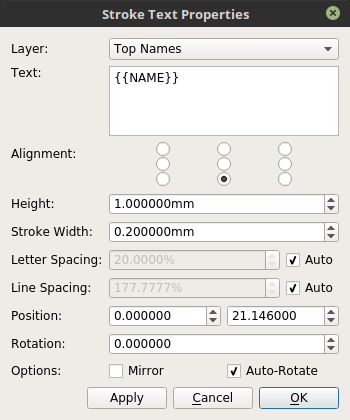 Stroke Text Properties
Layer: Top Names
Text: {{NAME}}
Alignment:
Height: 1.000000mm
Stroke Width: 0.200000mm
Letter Spacing: 20.0000% Auto
Line Spacing: 177.7777% Auto
Position: 0.000000 21.146000
Rotation: 0.000000
Options: Mirror Auto-Rotate
Apply Cancel OK